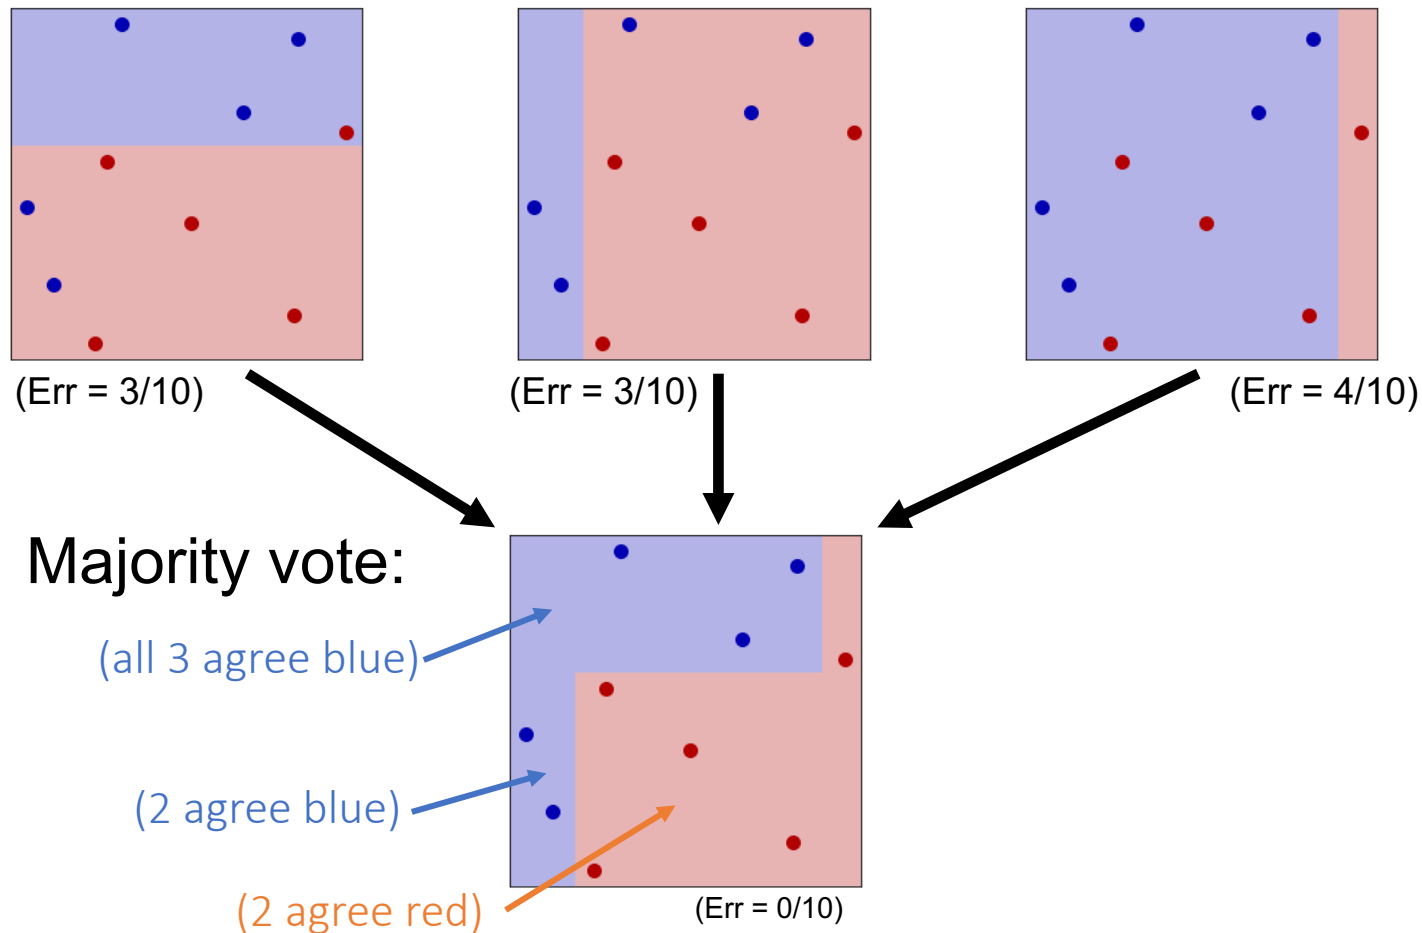 (Err = 3/10)
(Err = 3/10)
(Err = 4/10)
Majority vote:
(all 3 agree blue)
(2 agree blue)
(2 agree red)
(Err = 0/10)